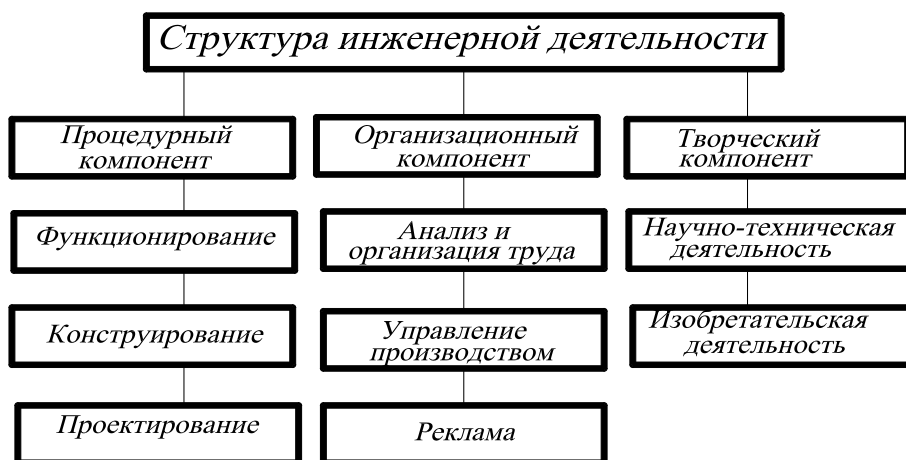 Структура инженерной деятельности
Процедурный
компонент
Функционирование
Конструирование
Проектирование
Организационный
компонент
Анализ и
организация труда
Управление
производством
Реклама
Творческий
компонент
Научно-техническая
деятельность
Изобретательская
деятельность